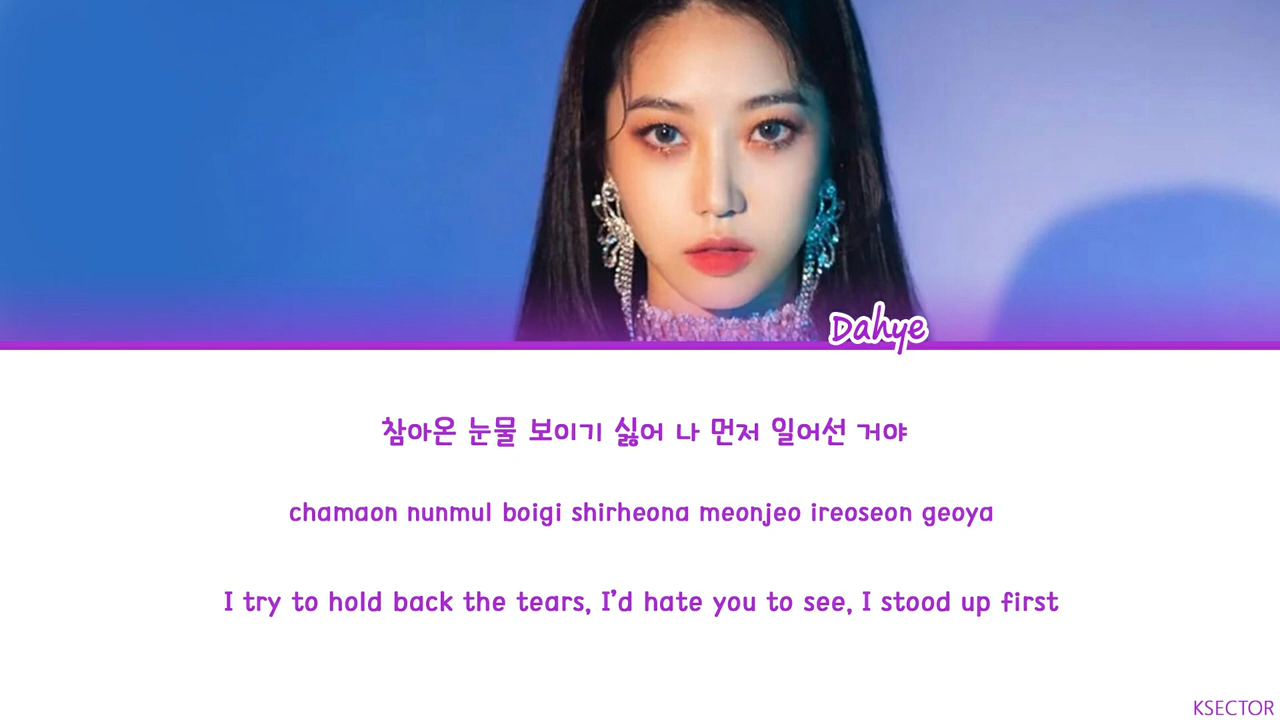 Dahye
참아온 눈물 보이기 싫어 나 먼저 일어선 거야
chamaon nunmul boigi shirheona meonjeo ireoseon geoya
I try to hold back the tears, I'd hate you to see, I stood up first
KSECTOR